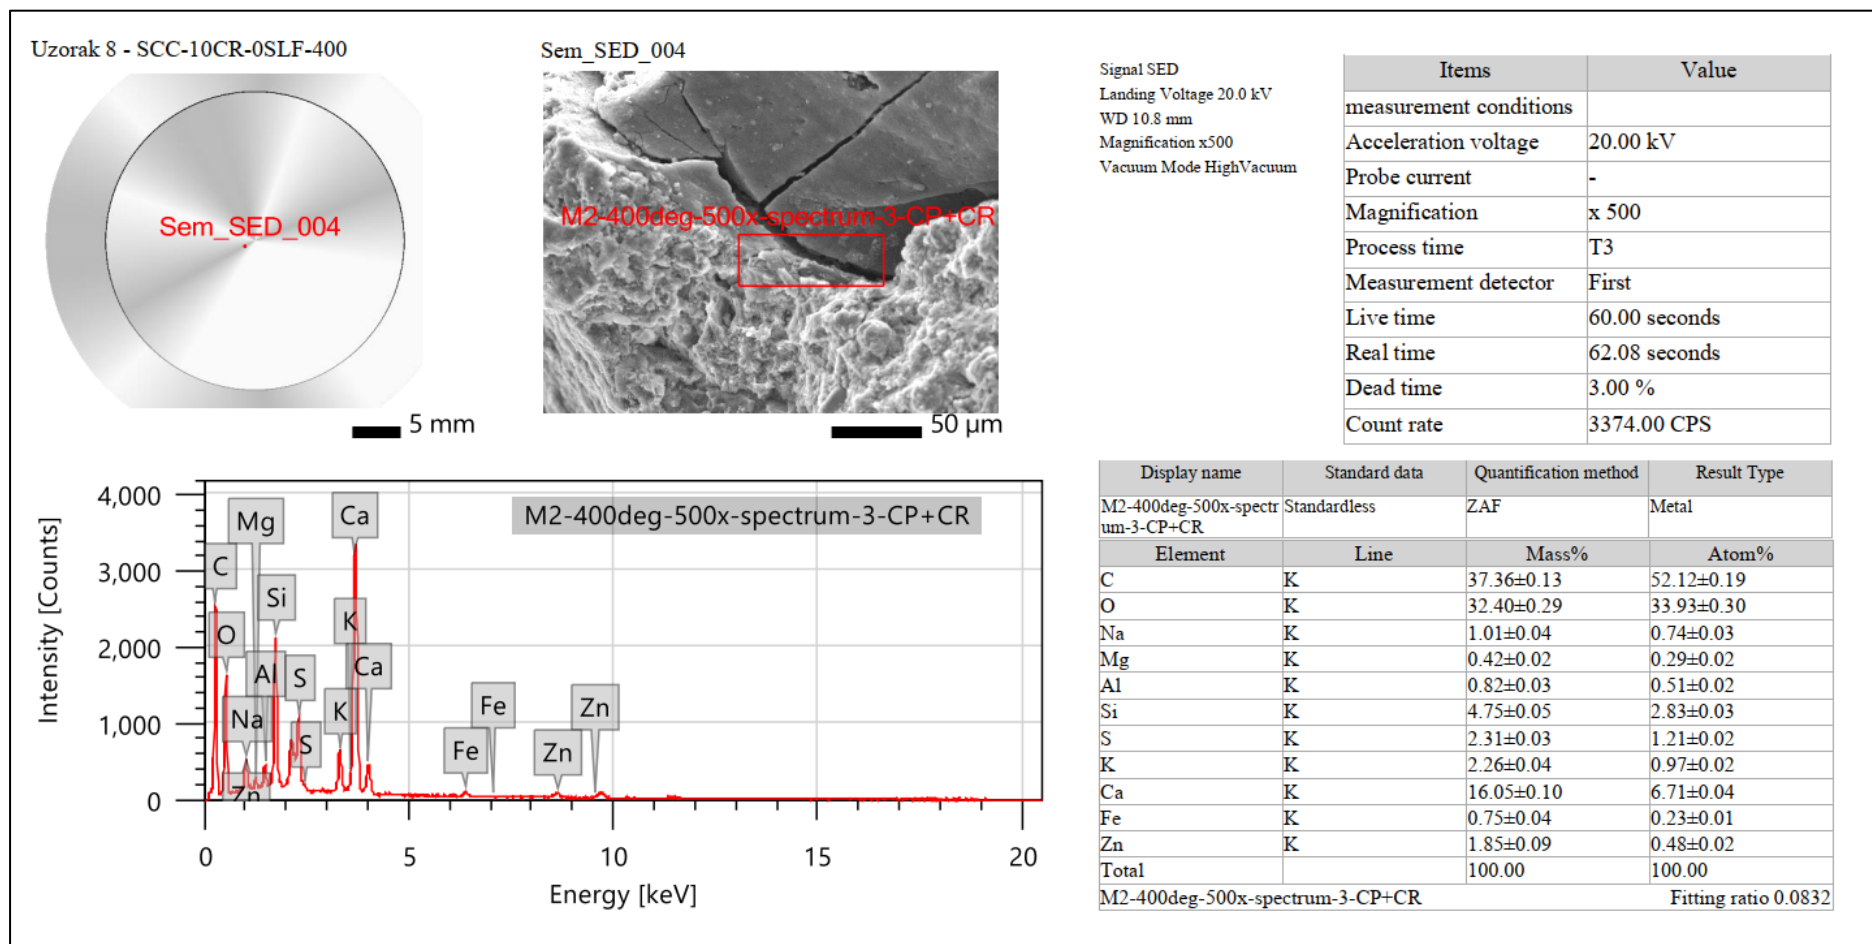 Uzorak 8 - SCC-10CR-0SLF-400
Sem_SED_004
5 mm
Sem_SED_004
M2-400deg-500x-spectrum-3-CP+CR
50 µm
Signal SED
Landing Voltage 20.0 kV
WD 10.8 mm
Magnification x500
Vacuum Mode HighVacuum
Items Value
measurement conditions
Acceleration voltage 20.00 kV
Probe current -
Magnification x 500
Process time T3
Measurement detector First
Live time 60.00 seconds
Real time 62.08 seconds
Dead time 3.00 %
Count rate 3374.00 CPS
Intensity [Counts]
4,000
3,000
2,000
1,000
0
M2-400deg-500x-spectrum-3-CP+CR
C
O
Mg
Si
Al
Na
Zn
S
S
Ca
K
K
Ca
Fe
Fe
Zn
Zn
0 5 10 15 20
Energy [keV]
Display name Standard data Quantification method Result Type
M2-400deg-500x-spectr Standardless ZAF Metal
um-3-CP+CR
Element Line Mass% Atom%
C K 37.36±0.13 52.12±0.19
O K 32.40±0.29 33.93±0.30
Na K 1.01±0.04 0.74±0.03
Mg K 0.42±0.02 0.29±0.02
Al K 0.82±0.03 0.51±0.02
Si K 4.75±0.05 2.83±0.03
S K 2.31±0.03 1.21±0.02
K K 2.26±0.04 0.97±0.02
Ca K 16.05±0.10 6.71±0.04
Fe K 0.75±0.04 0.23±0.01
Zn K 1.85±0.09 0.48±0.02
Total 100.00 100.00
M2-400deg-500x-spectrum-3-CP+CR Fitting ratio 0.0832